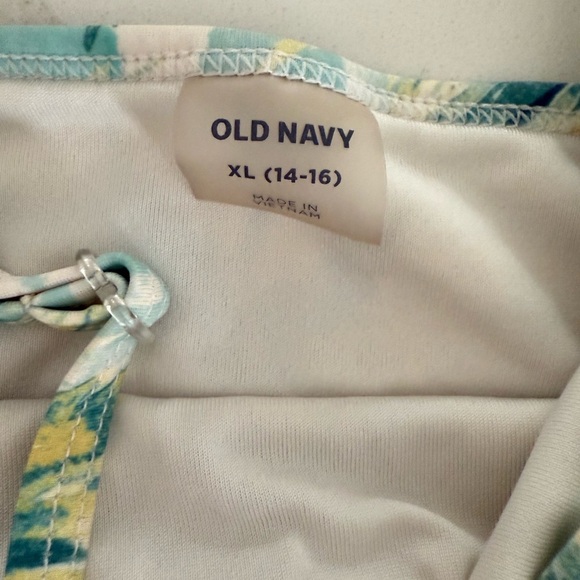 OLD NAVY
XL (14-16)
MADE IN
VIETNAM